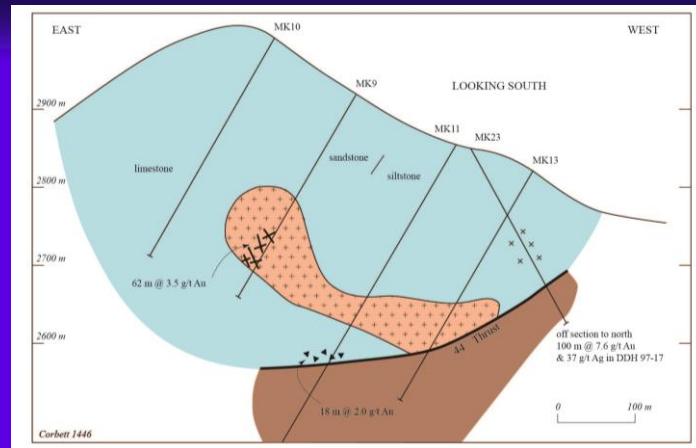 EAST
MK10
WEST
MK9
LOOKING SOUTH
2900 m
MK11
MK23
sandstone
MK13
limestone
siltstone
2800 m
2700 m
62 m @ 3.5 g/t Au
2600 m
44 Thrust
off section to north
100 m @ 7.6 g/t Au
& 37 g/t Ag in DDH 97-17
18 m @ 2.0 g/t Au
0 100 m
Corbett 1446